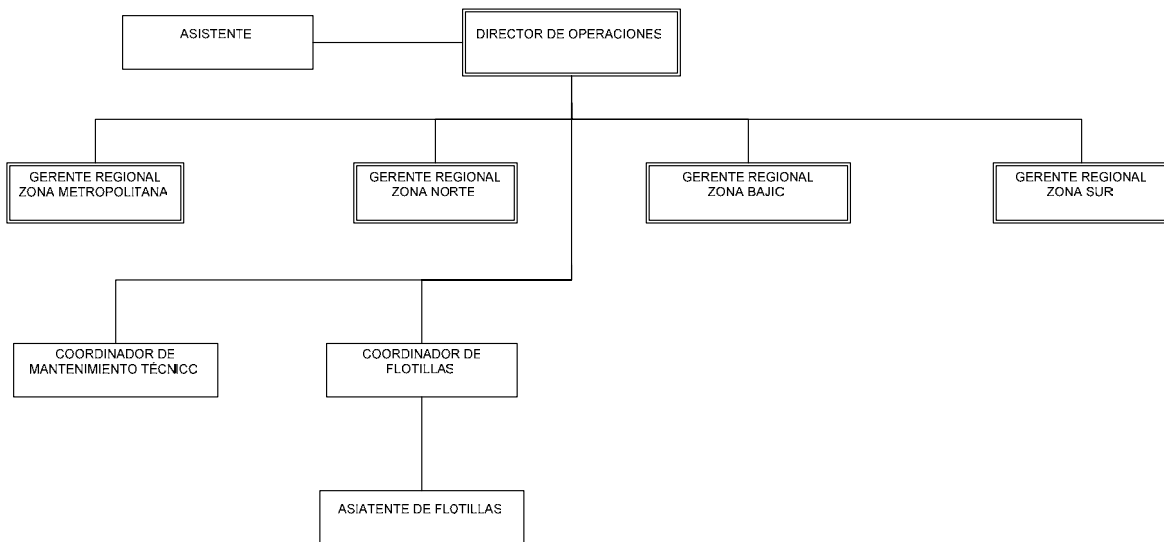 ASISTENTE
DIRECTOR DE OPERACIONES
GERENTE REGIONAL
ZONA METROPOLITANA
GERENTE REGIONAL
ZONA NORTE
GERENTE REGIONAL
ZONA BAJIC
GERENTE REGIONAL
ZONA SUR
COORDINADOR DE
MANTENIMIENTO TÉCNICC
COORDINADOR DE
FLOTILLAS
ASIATENTE DE FLOTILLAS